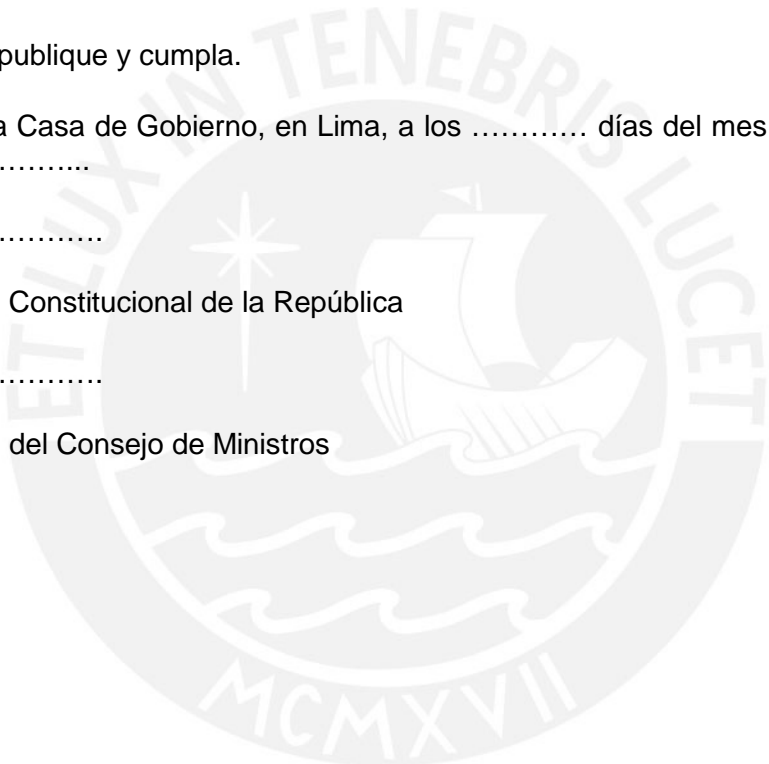 publique y cumpla.
a Casa de Gobierno, en Lima, a los ………… días del mes
………...
………….
Constitucional de la República
………….
del Consejo de Ministros
ET LUX IN TENEBRIS LUCET
MCMXVII